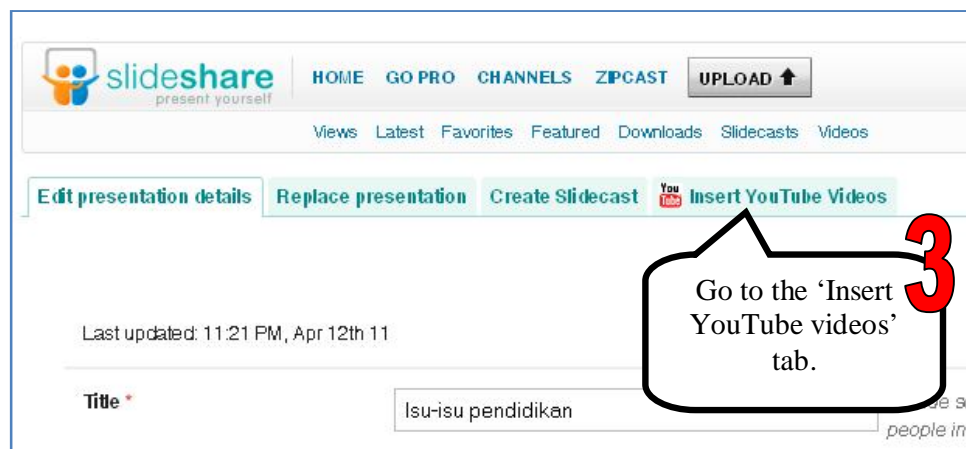 slideshare
present yourself
HOME GO PRO CHANNELS ZIPCAST UPLOAD
Views Latest Favorites Featured Downloads Slidecasts Videos
Edit presentation details Replace presentation Create Slidecast You Tube Insert YouTube Videos
3
Go to the ‘Insert
YouTube videos’
tab.
Last updated: 11:21 PM, Apr 12th 11
Title * Isu-isu pendidikan
people in